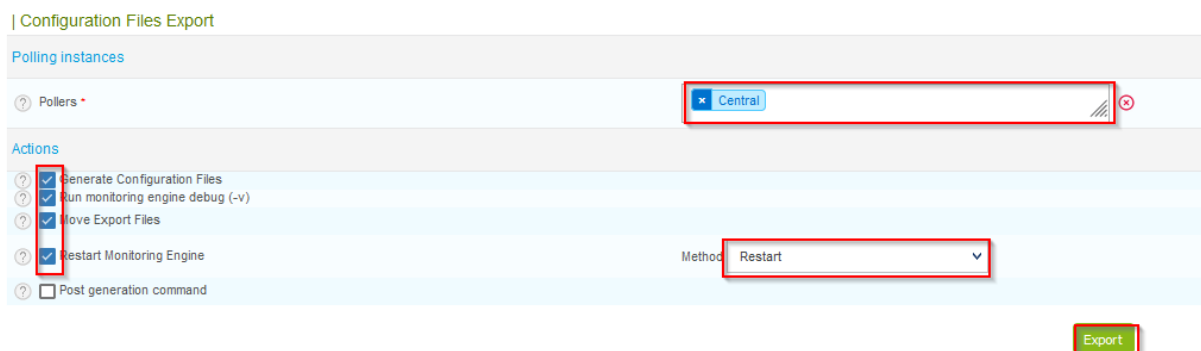 | Configuration Files Export
Polling instances
? Pollers *
× Central
Actions
? Generate Configuration Files
? Run monitoring engine debug (-v)
? Move Export Files
? Restart Monitoring Engine Method Restart
? Post generation command
Export